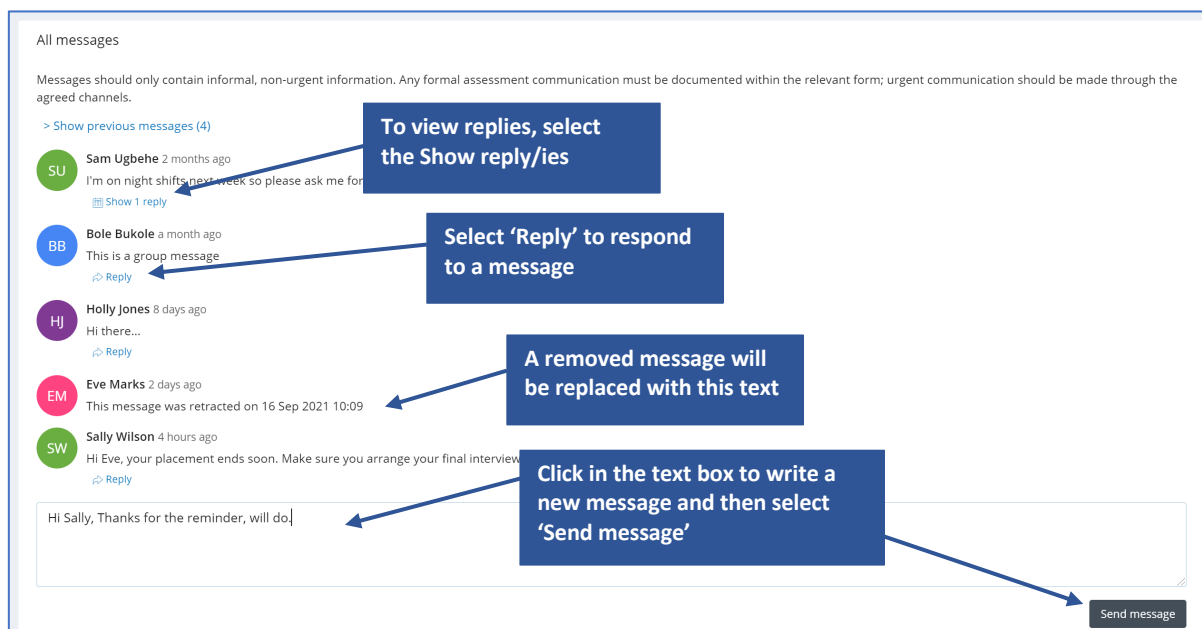 All messages
Messages should only contain informal, non-urgent information. Any formal assessment communication must be documented within the relevant form; urgent communication should be made through the
agreed channels.
> Show previous messages (4)
To view replies, select
the Show reply/ies
SU
Sam Ugbehe 2 months ago
I'm on night shifts next week so please ask me for
Show 1 reply
BB
Bole Bukole a month ago
This is a group message
Reply
Select ‘Reply’ to respond
to a message
HJ
Holly Jones 8 days ago
Hi there...
Reply
A removed message will
be replaced with this text
EM
Eve Marks 2 days ago
This message was retracted on 16 Sep 2021 10:09
SW
Sally Wilson 4 hours ago
Hi Eve, your placement ends soon. Make sure you arrange your final interview
Reply
Click in the text box to write a
new message and then select
‘Send message’
Hi Sally, Thanks for the reminder, will do.
Send message